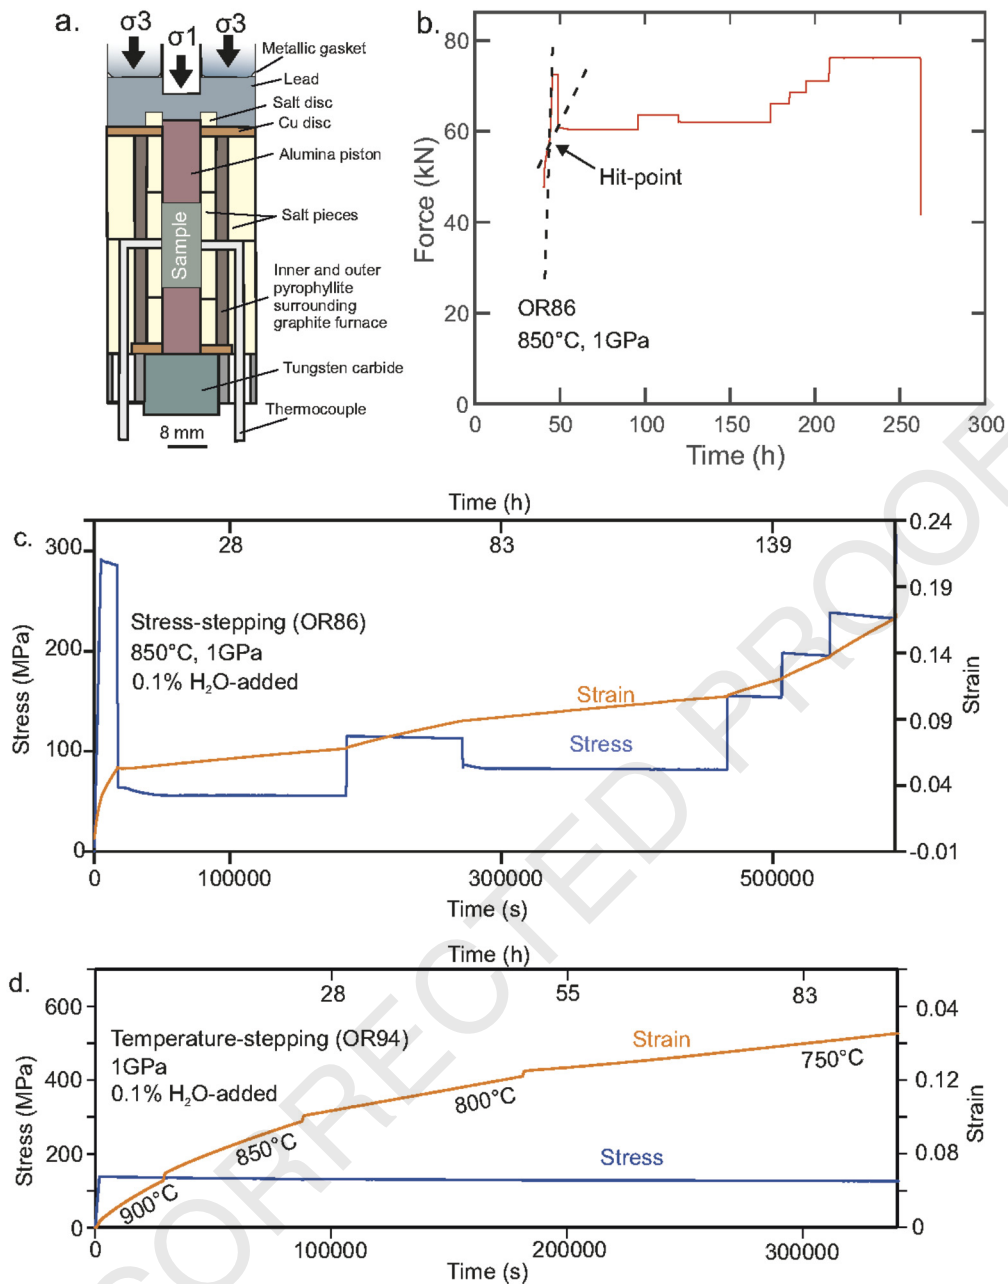 a.
σ3
σ1
σ3
Metallic gasket
Lead
Salt disc
Cu disc
Alumina piston
Salt pieces
Sample
Inner and outer
pyrophyllite
surrounding
graphite furnace
Tungsten carbide
Thermocouple
8 mm
b.
Force (kN)
80
60
40
20
0
Hit-point
OR86
850°C, 1GPa
0 50 100 150 200 250 300
Time (h)
c.
Time (h)
28 83 139
Stress (MPa)
300
200
100
0
Stress-stepping (OR86)
850°C, 1GPa
0.1% H₂O-added
Strain
Stress
0.24
0.19
0.14
0.09
0.04
-0.01
Strain
0 100000 300000 500000
Time (s)
d.
Time (h)
28 55 83
Stress (MPa)
600
400
200
0
Temperature-stepping (OR94)
1GPa
0.1% H₂O-added
Strain
900°C
850°C
800°C
750°C
Stress
0.04
0.12
0.08
0
Strain
0 100000 200000 300000
Time (s)
CORRECTED PROOF